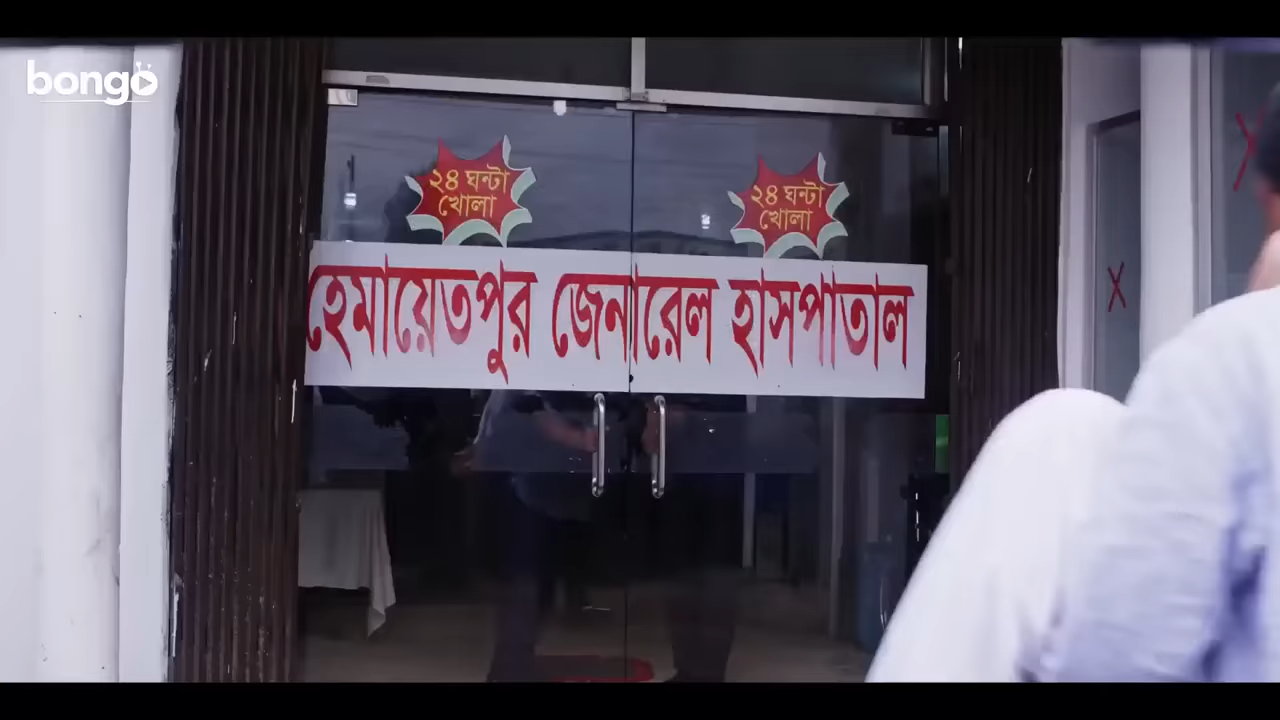 bongo
২৪ ঘন্টা
খোলা
২৪ ঘন্টা
খোলা
হেমায়েতপুর জেনারেল হাসপাতাল